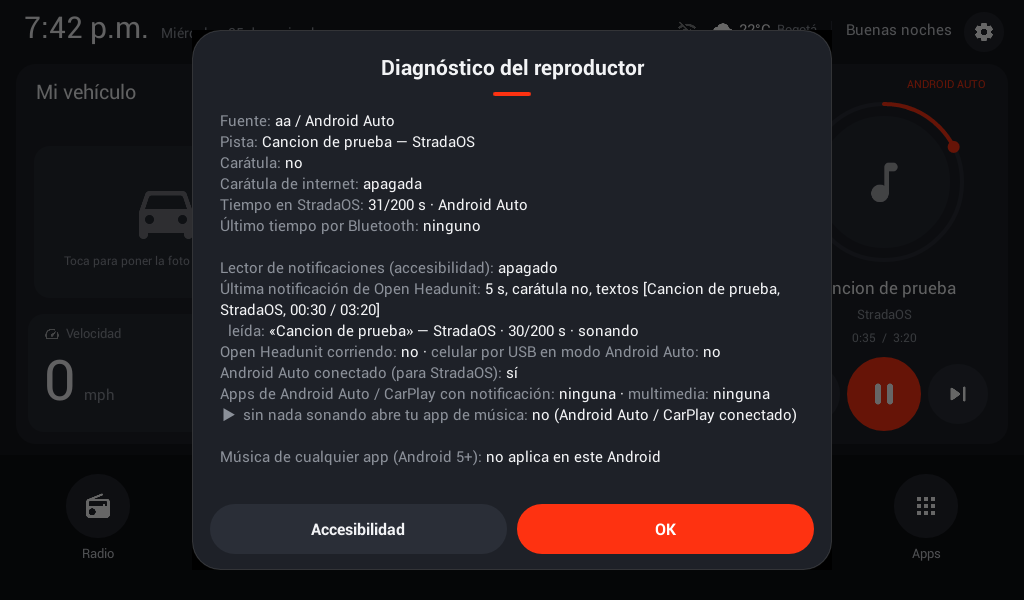 7:42 p.m.
22°C Bogotá
Buenas noches
Mi vehículo
ANDROID AUTO
Diagnóstico del reproductor
Fuente: aa / Android Auto
Pista: Cancion de prueba — StradaOS
Carátula: no
Carátula de internet: apagada
Tiempo en StradaOS: 31/200 s · Android Auto
Último tiempo por Bluetooth: ninguno
Lector de notificaciones (accesibilidad): apagado
Última notificación de Open Headunit: 5 s, carátula no, textos [Cancion de prueba,
StradaOS, 00:30 / 03:20]
leída: «Cancion de prueba» — StradaOS · 30/200 s · sonando
Open Headunit corriendo: no · celular por USB en modo Android Auto: no
Android Auto conectado (para StradaOS): sí
Apps de Android Auto / CarPlay con notificación: ninguna · multimedia: ninguna
▶ sin nada sonando abre tu app de música: no (Android Auto / CarPlay conectado)
Música de cualquier app (Android 5+): no aplica en este Android
Accesibilidad
OK
Toca para poner la foto
Velocidad
0 mph
ncion de prueba
StradaOS
0:35 / 3:20
Radio
Apps